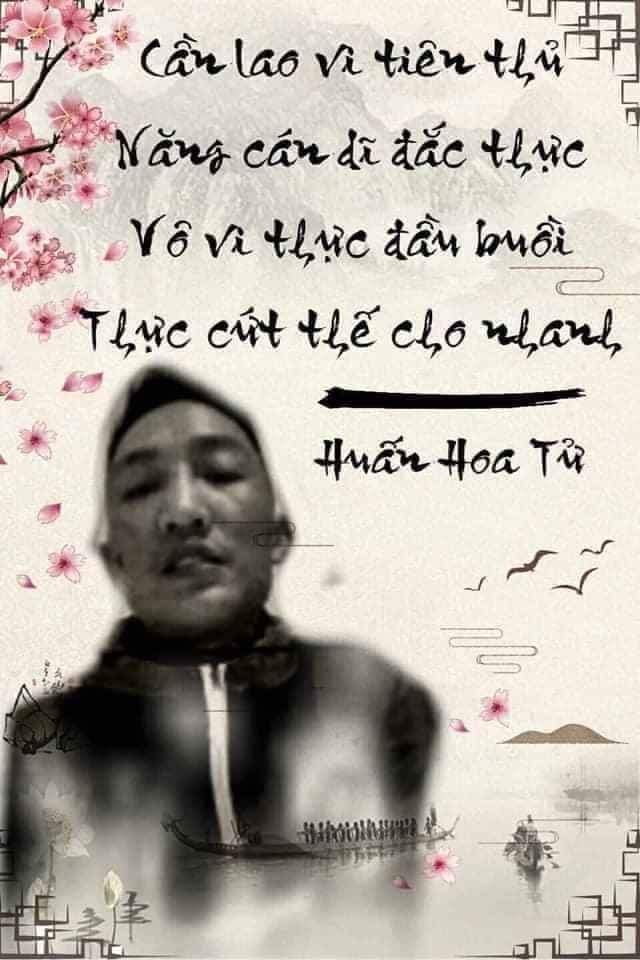 Cần lao vi tiên thủ
Năng cán dĩ đắc thực
Vô vi thực đầu buồi
Thực cứt thế cho nhanh
Huấn Hoa Tử